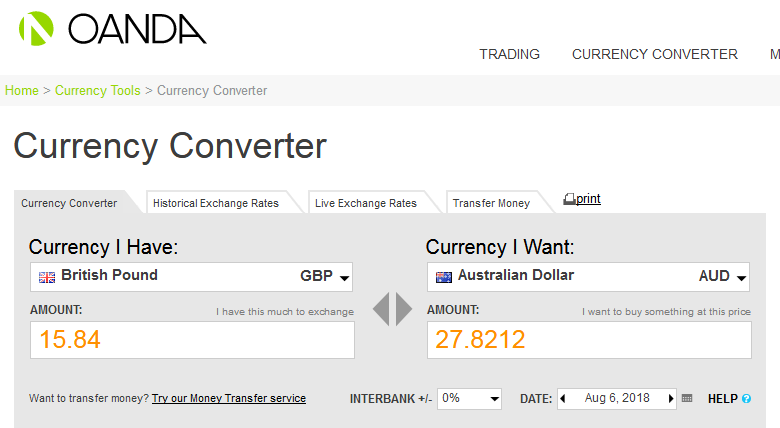 OANDA
TRADING CURRENCY CONVERTER M
Home > Currency Tools > Currency Converter
Currency Converter
Currency Converter Historical Exchange Rates Live Exchange Rates Transfer Money print
Currency I Have: Currency I Want:
British Pound GBP Australian Dollar AUD
AMOUNT: I have this much to exchange AMOUNT: I want to buy something at this price
15.84 27.8212
Want to transfer money? Try our Money Transfer service INTERBANK +/- 0% DATE: Aug 6, 2018 HELP ?